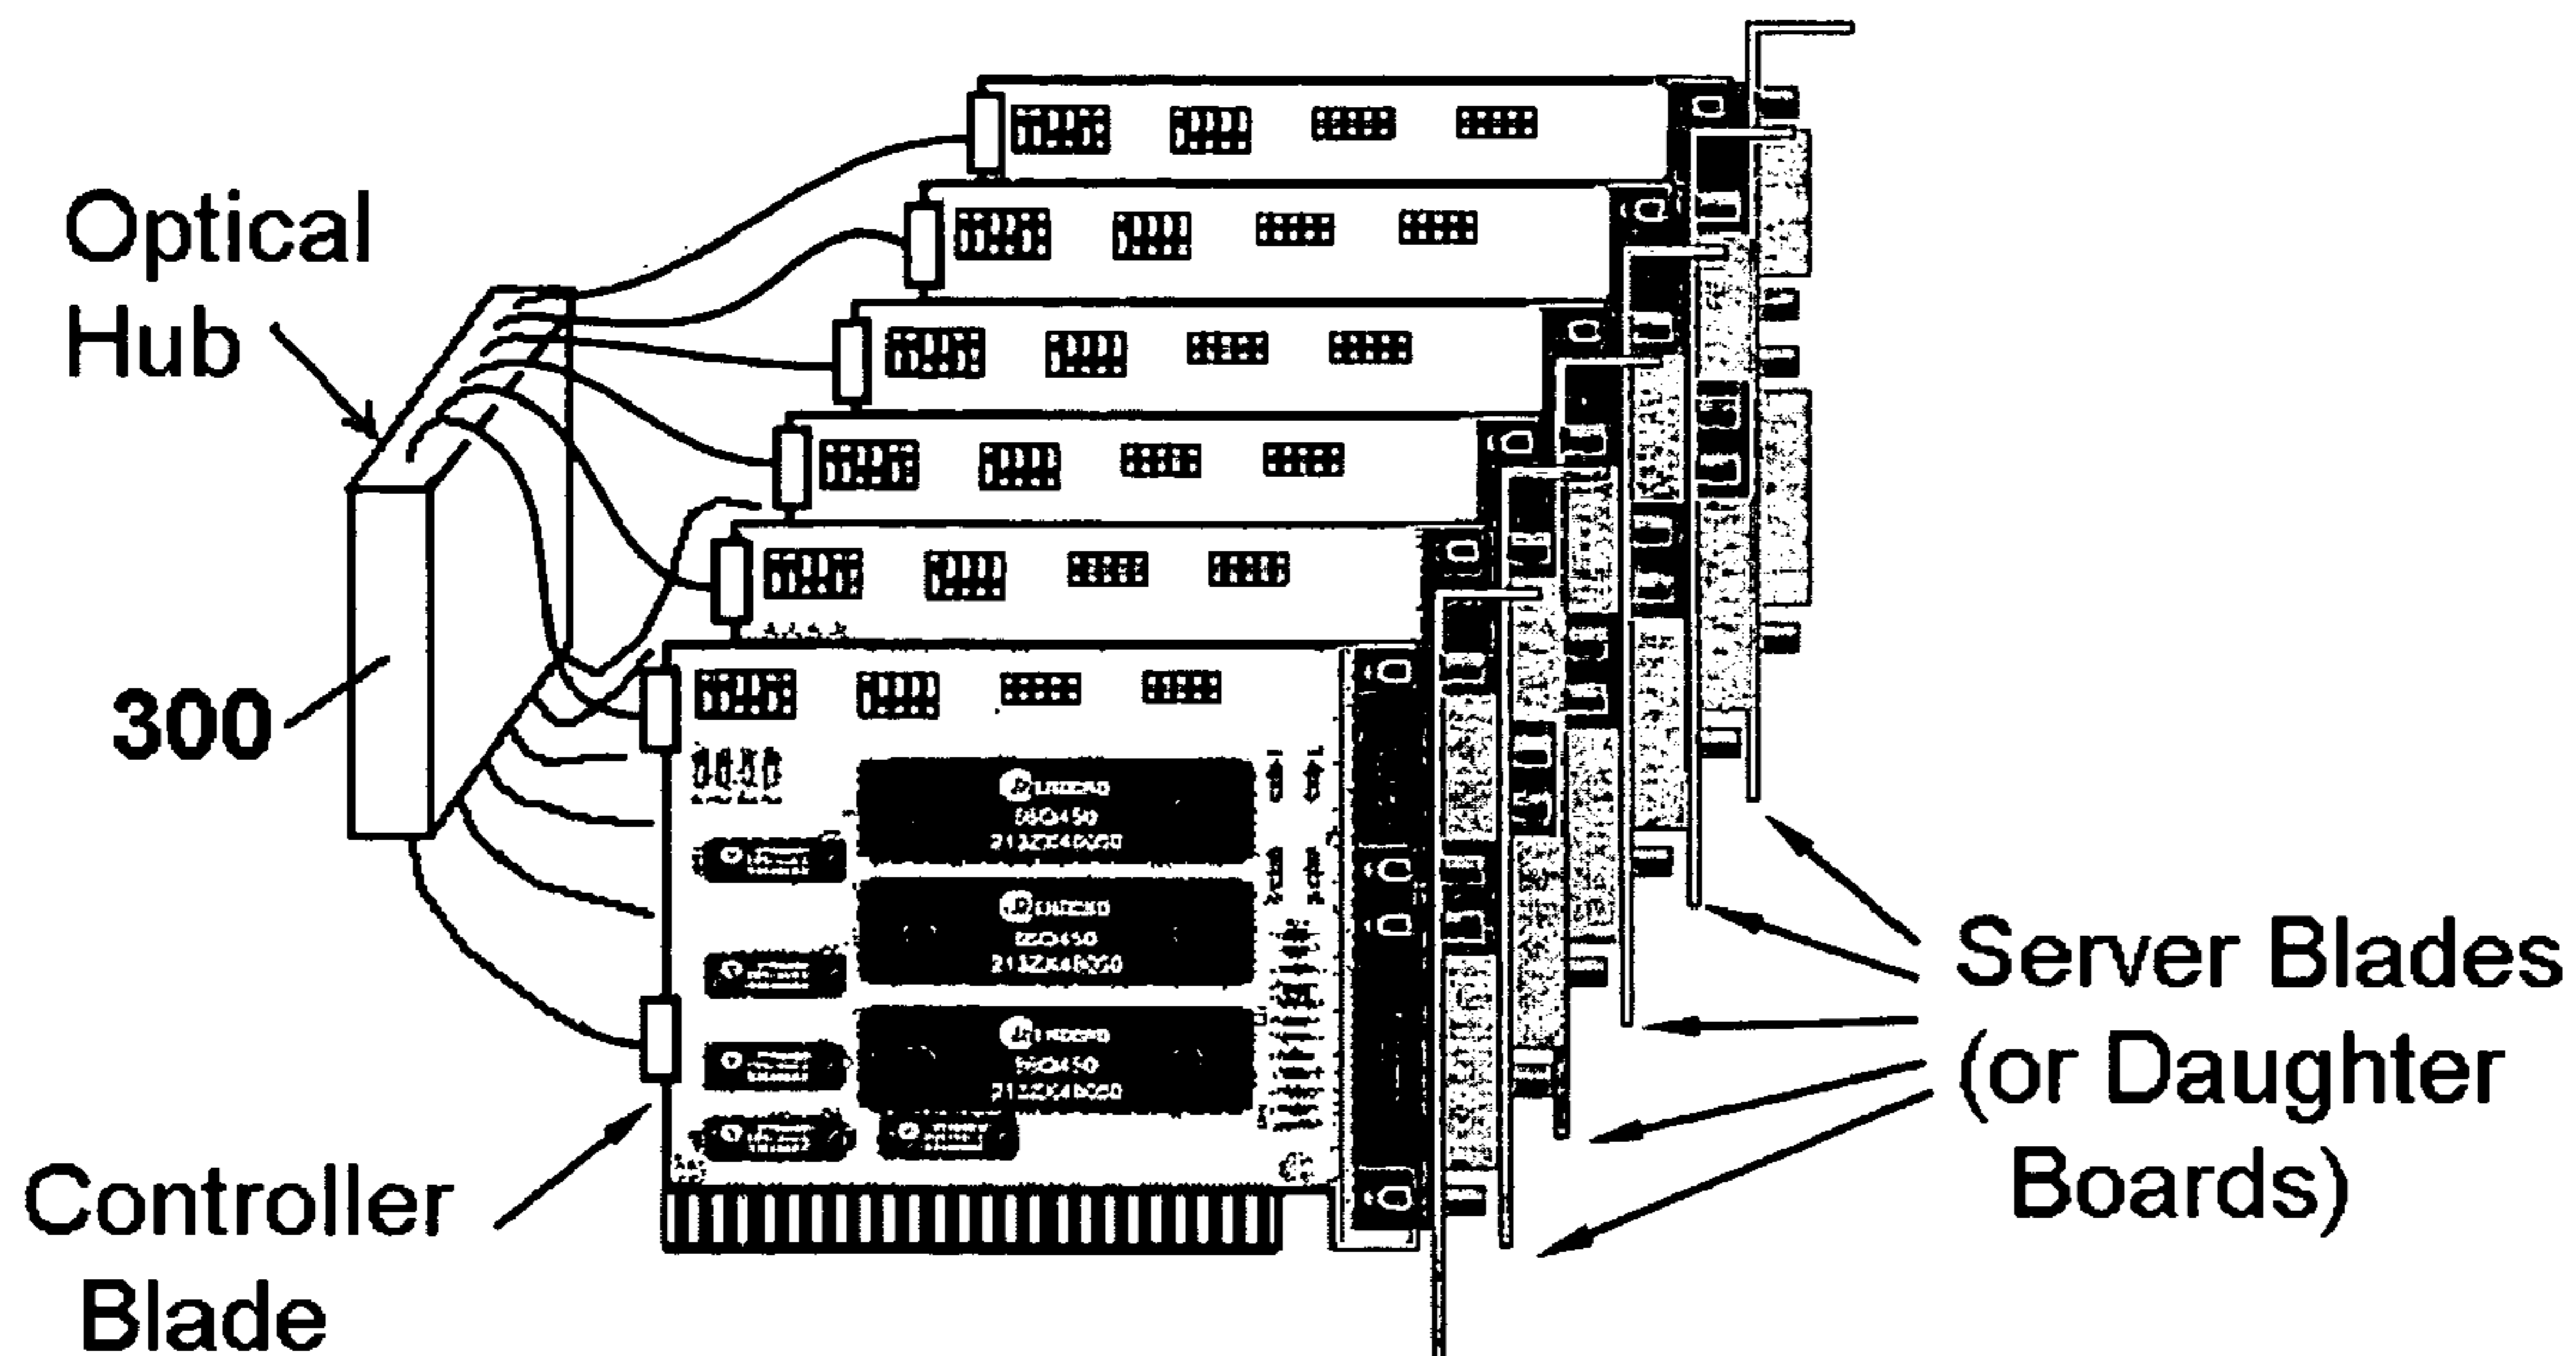 Optical
Hub
300
Controller
Blade
Server Blades
(or Daughter
Boards)